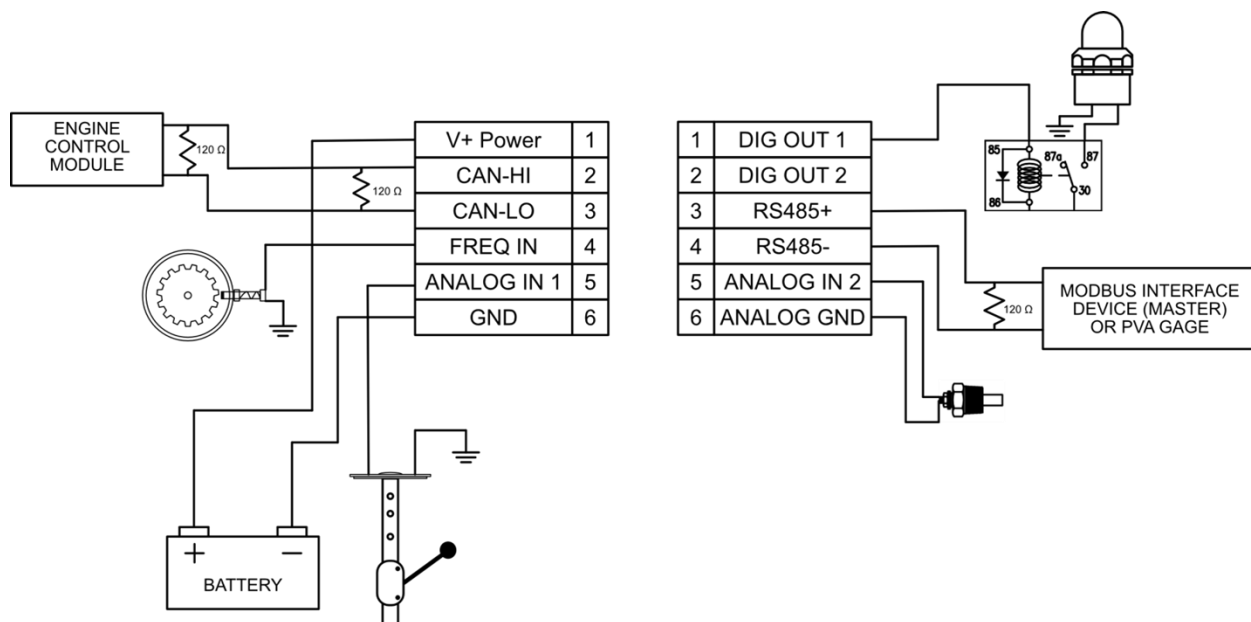 ENGINE
CONTROL
MODULE
120 Ω
120 Ω
V+ Power 1
CAN-HI 2
CAN-LO 3
FREQ IN 4
ANALOG IN 1 5
GND 6
+ −
BATTERY
1 DIG OUT 1
2 DIG OUT 2
3 RS485+
4 RS485-
5 ANALOG IN 2
6 ANALOG GND
85 87a 87
86 30
120 Ω
MODBUS INTERFACE
DEVICE (MASTER)
OR PVA GAGE